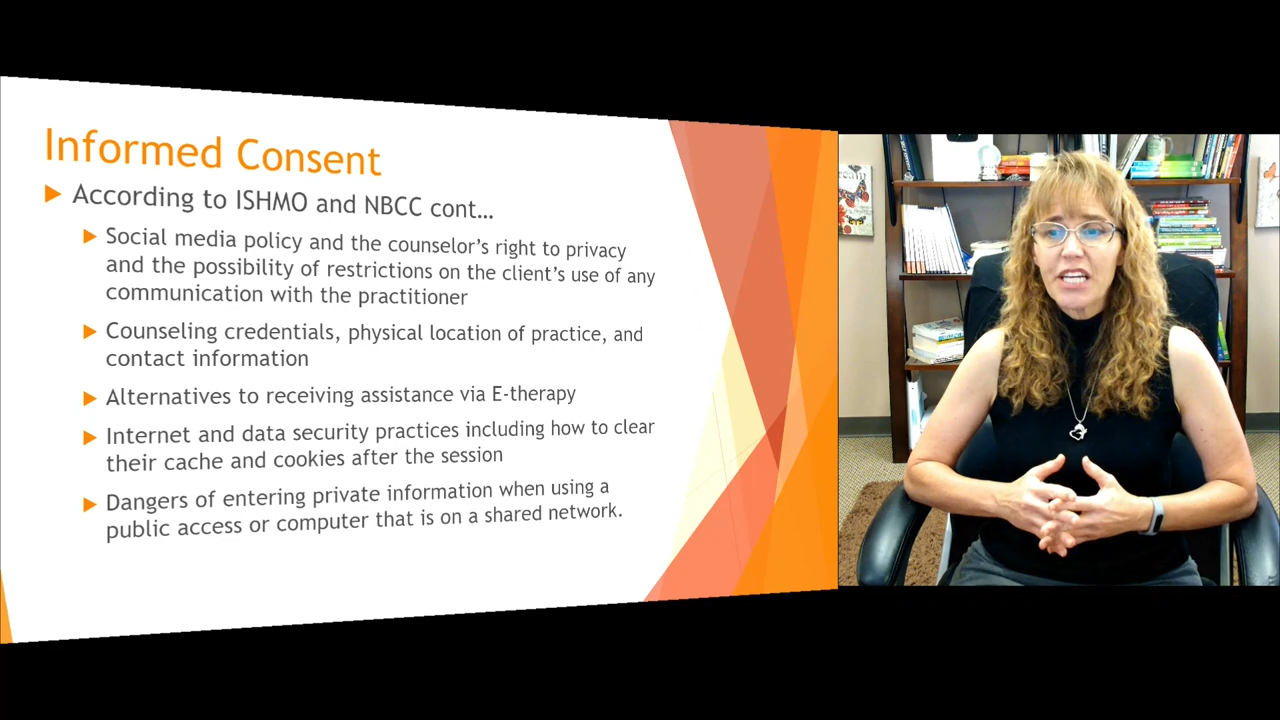 Informed Consent
According to ISHMO and NBCC cont…
Social media policy and the counselor's right to privacy
and the possibility of restrictions on the client's use of any
communication with the practitioner
Counseling credentials, physical location of practice, and
contact information
Alternatives to receiving assistance via E-therapy
Internet and data security practices including how to clear
their cache and cookies after the session
Dangers of entering private information when using a
public access or computer that is on a shared network.